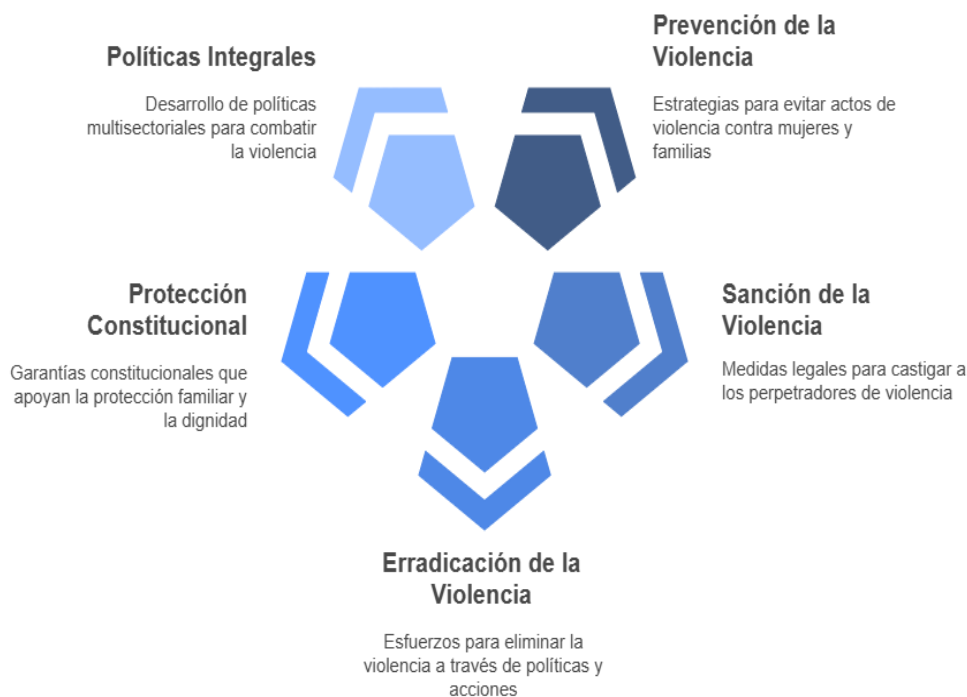 Políticas Integrales
Desarrollo de políticas
multisectoriales para combatir
la violencia
Prevención de la
Violencia
Estrategias para evitar actos de
violencia contra mujeres y
familias
Protección
Constitucional
Garantías constitucionales que
apoyan la protección familiar y
la dignidad
Sanción de la
Violencia
Medidas legales para castigar a
los perpetradores de violencia
Erradicación de la
Violencia
Esfuerzos para eliminar la
violencia a través de políticas y
acciones